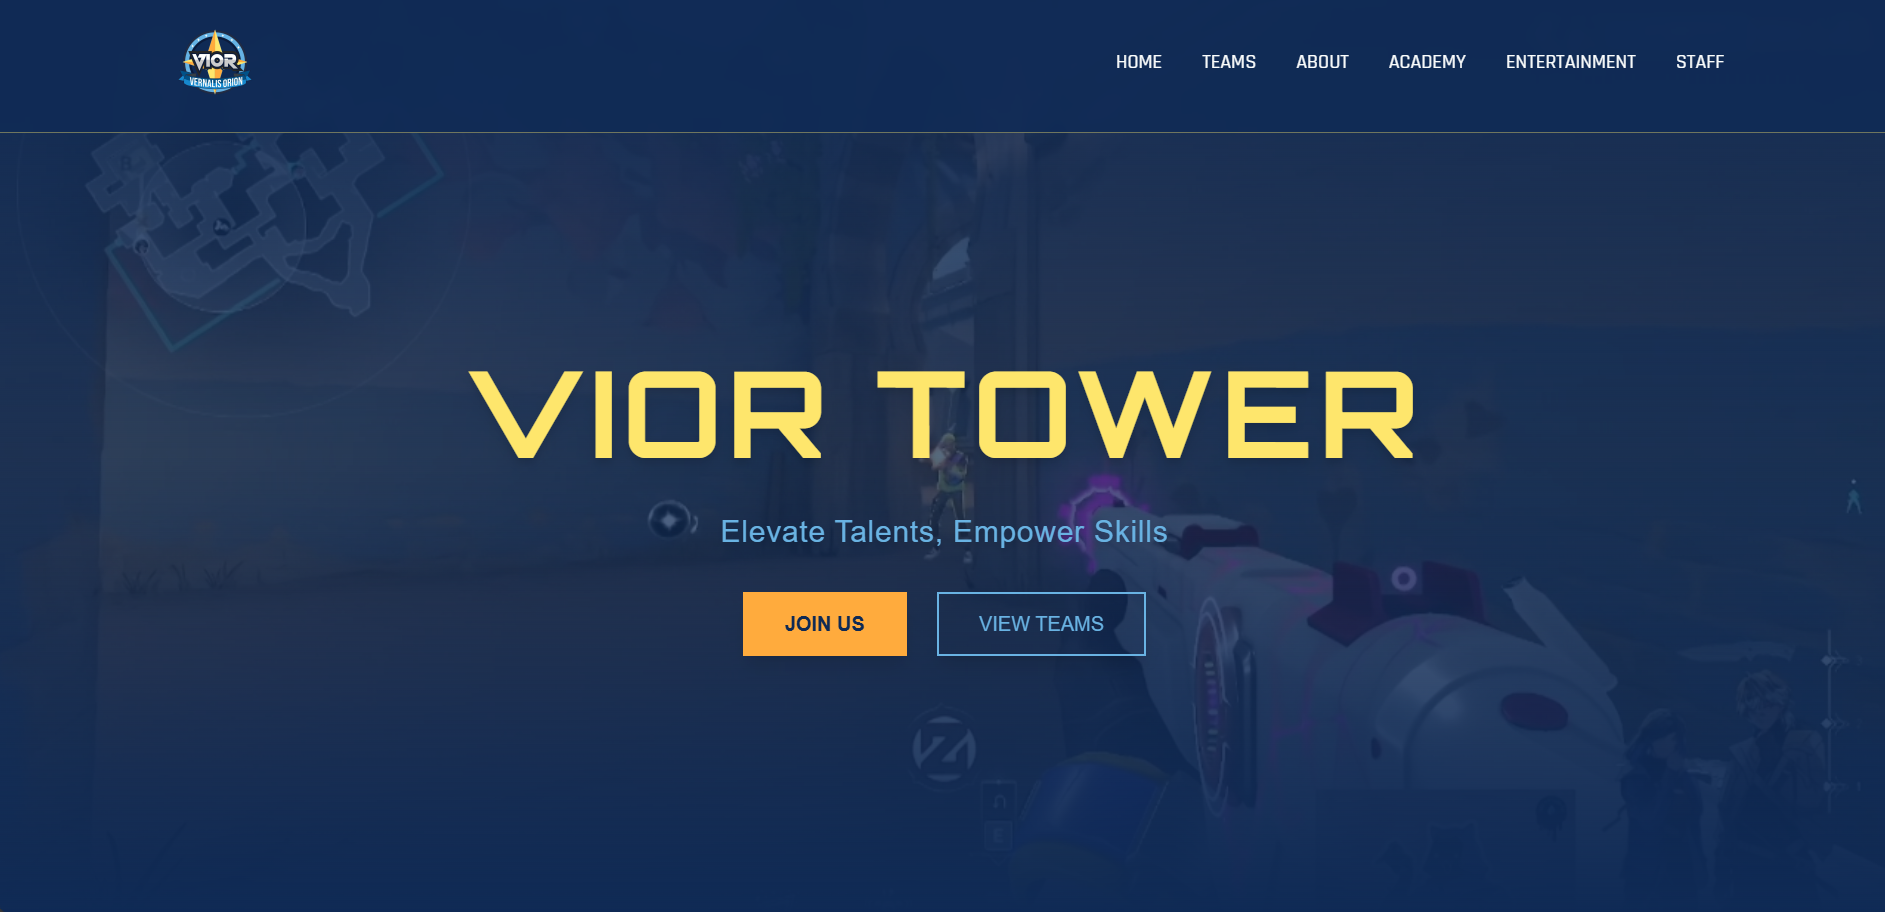 VIOR
VERNALIS ORION
HOME
TEAMS
ABOUT
ACADEMY
ENTERTAINMENT
STAFF
VIOR TOWER
Elevate Talents, Empower Skills
JOIN US
VIEW TEAMS